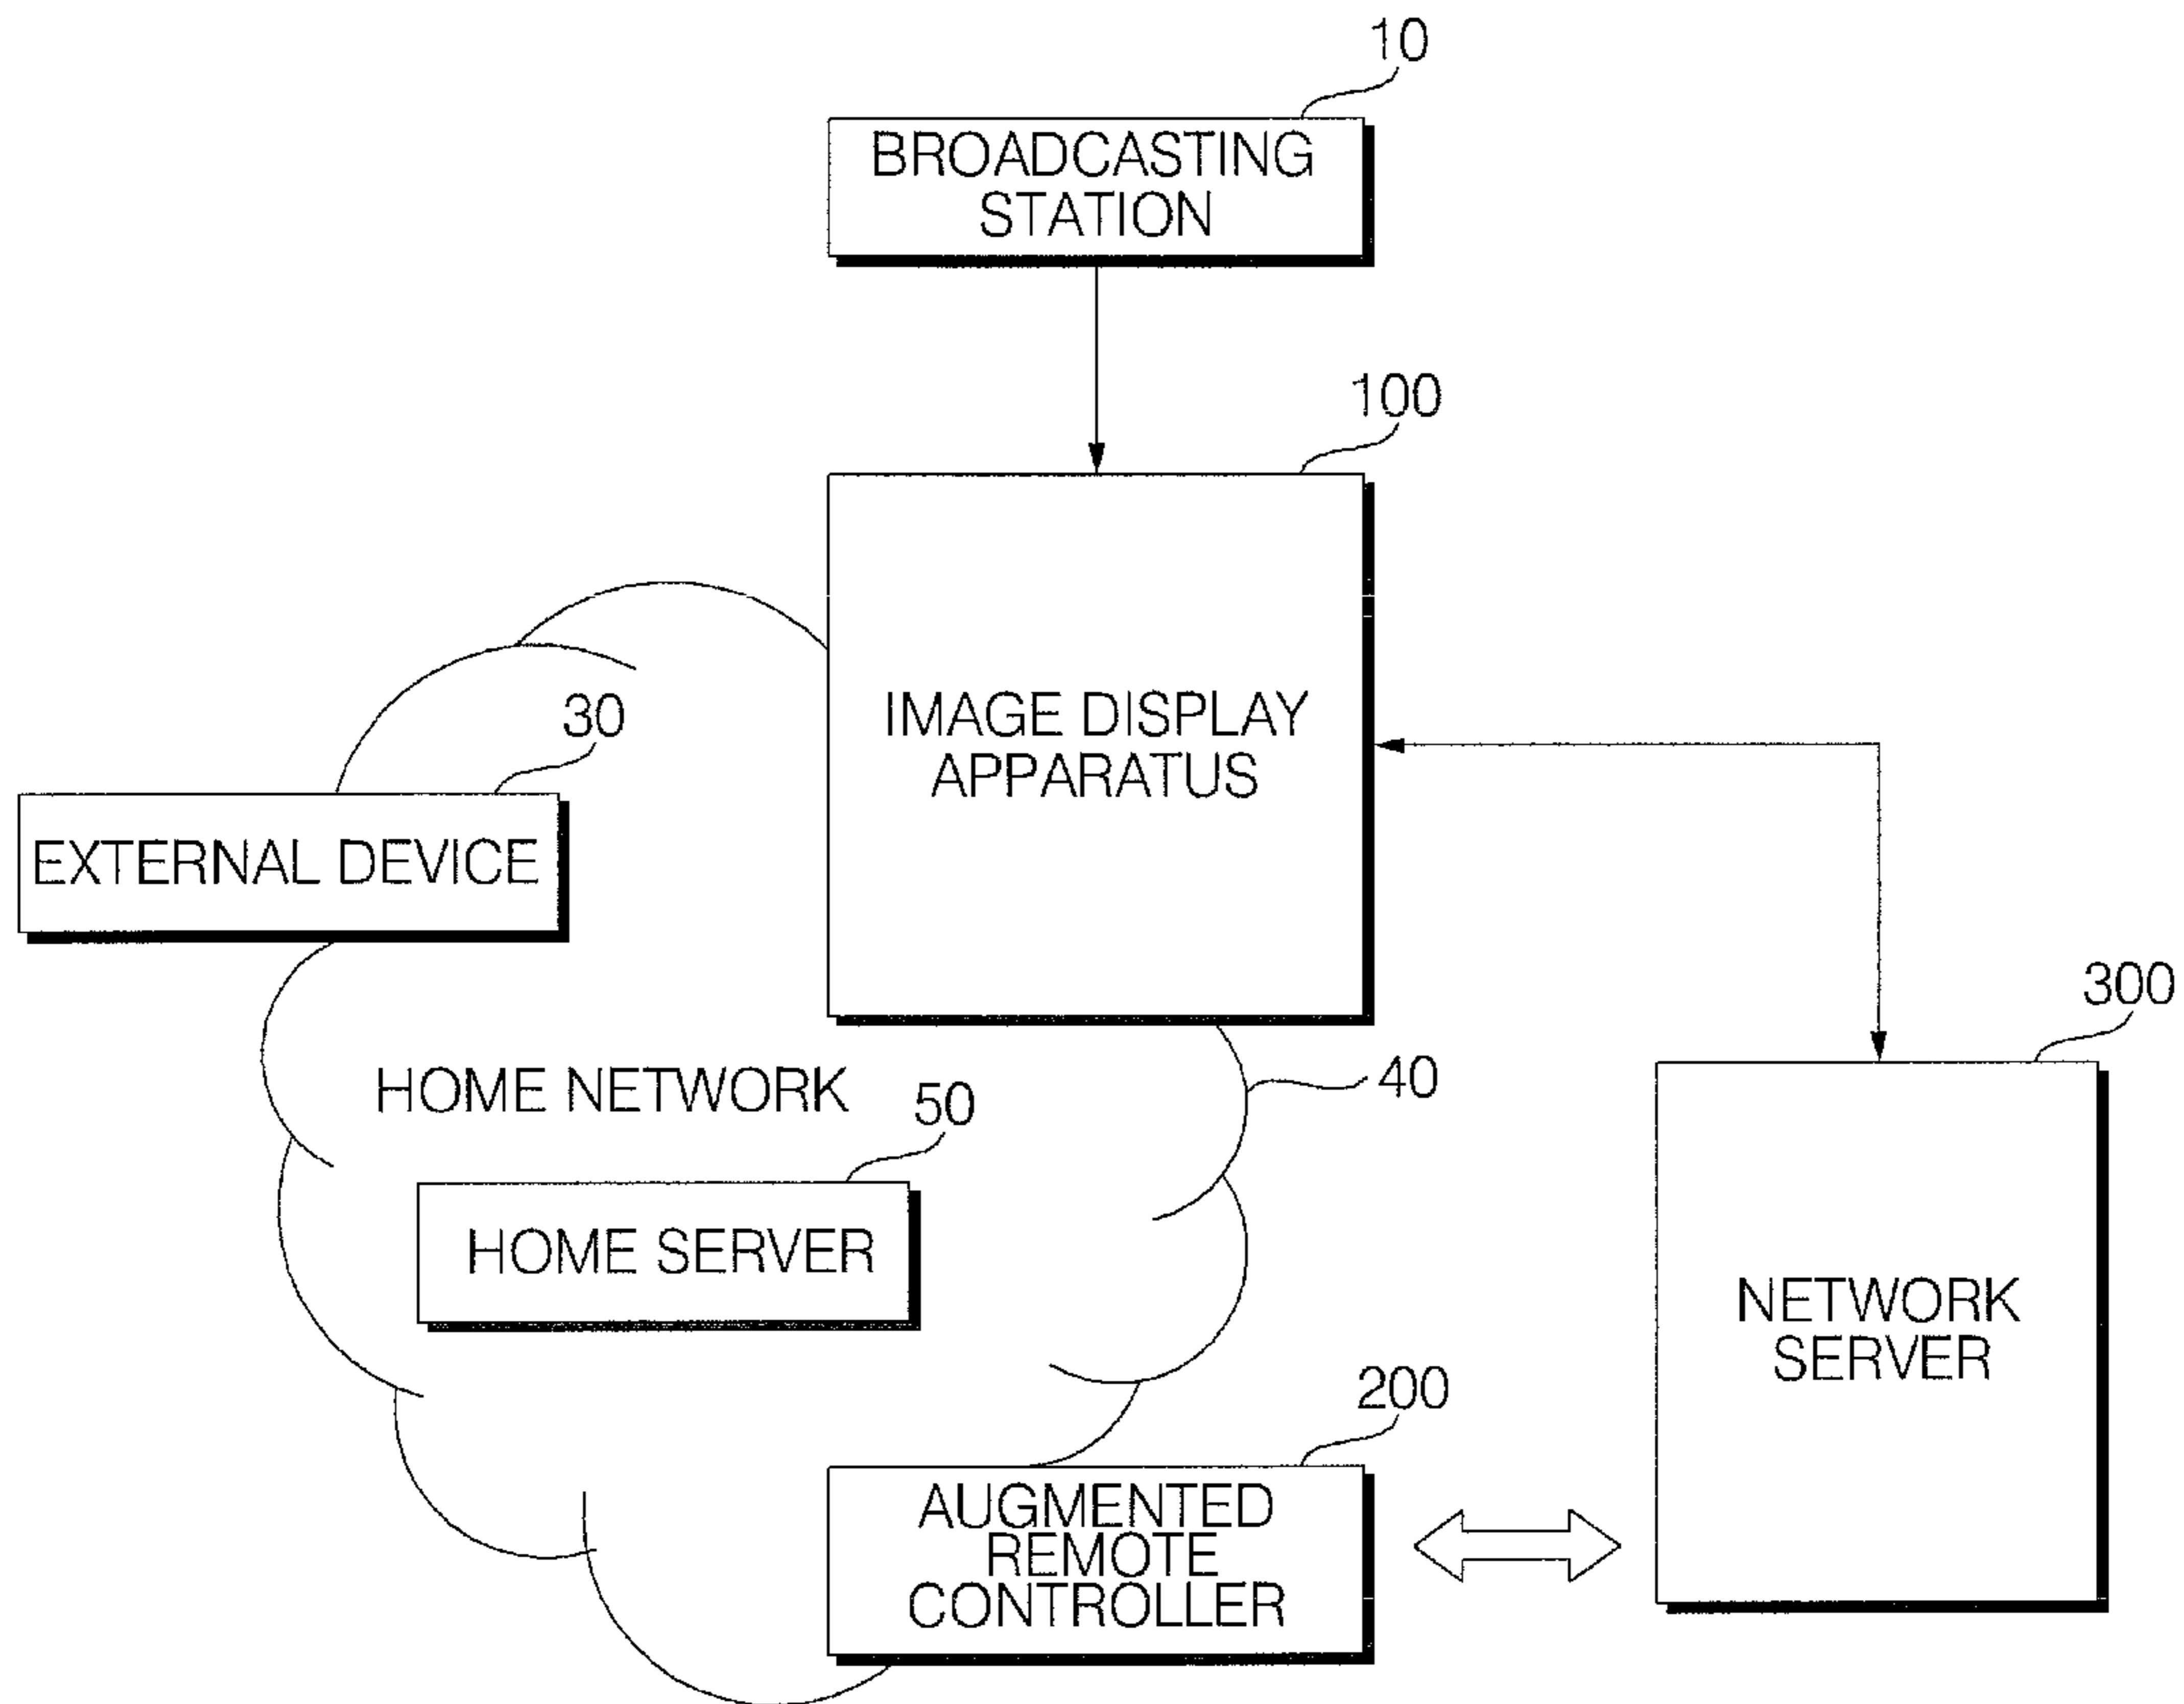 10
BROADCASTING
STATION
100
IMAGE DISPLAY
APPARATUS
30
EXTERNAL DEVICE
300
HOME NETWORK
40
50
HOME SERVER
NETWORK
SERVER
200
AUGMENTED
REMOTE
CONTROLLER